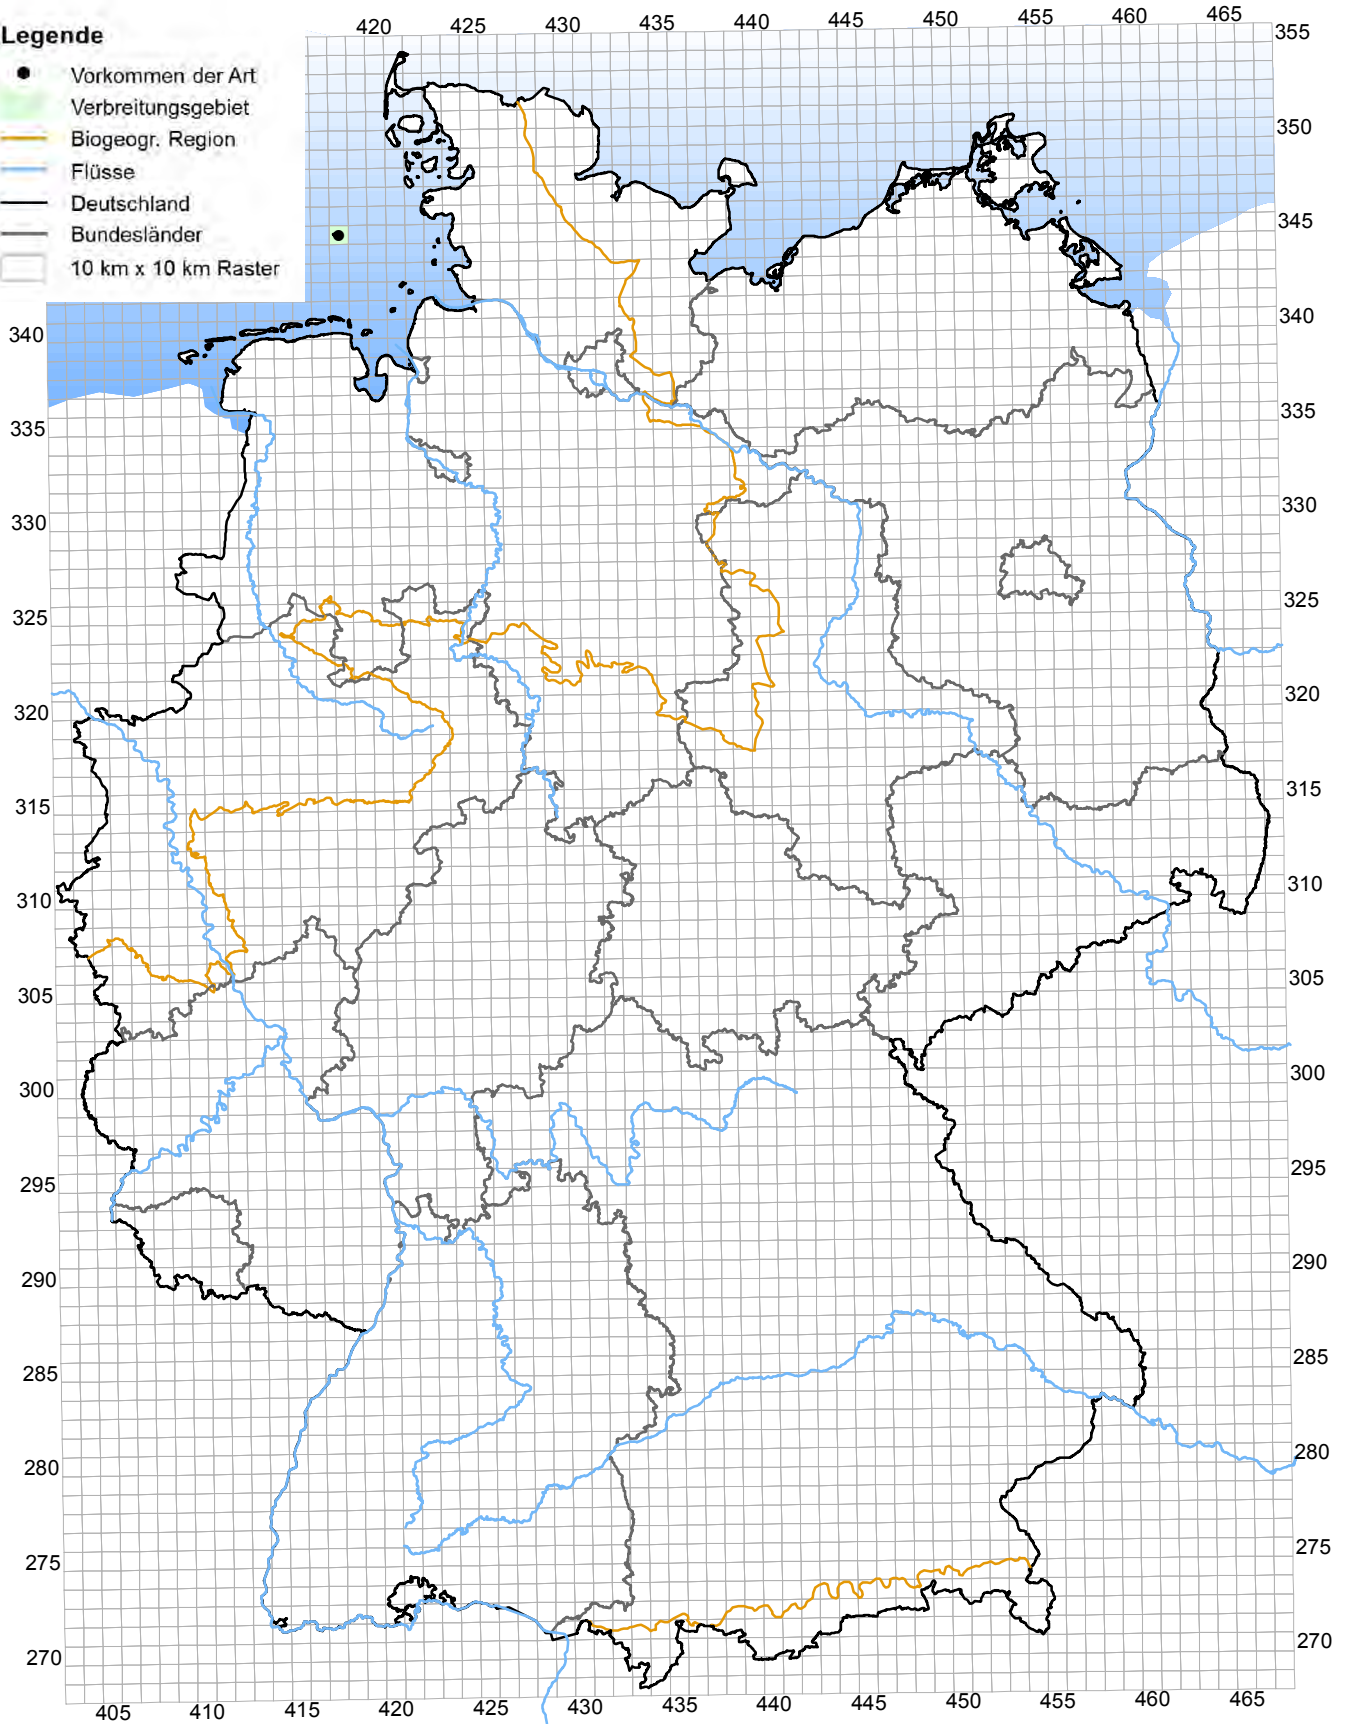 Legende
Vorkommen der Art
Verbreitungsgebiet
Biogeogr. Region
Flüsse
Deutschland
Bundesländer
10 km x 10 km Raster
420 425 430 435 440 445 450 455 460 465
355
350
345
340 340
335 335
330 330
325 325
320 320
315 315
310 310
305 305
300 300
295 295
290 290
285 285
280 280
275 275
270 270
405 410 415 420 425 430 435 440 445 450 455 460 465